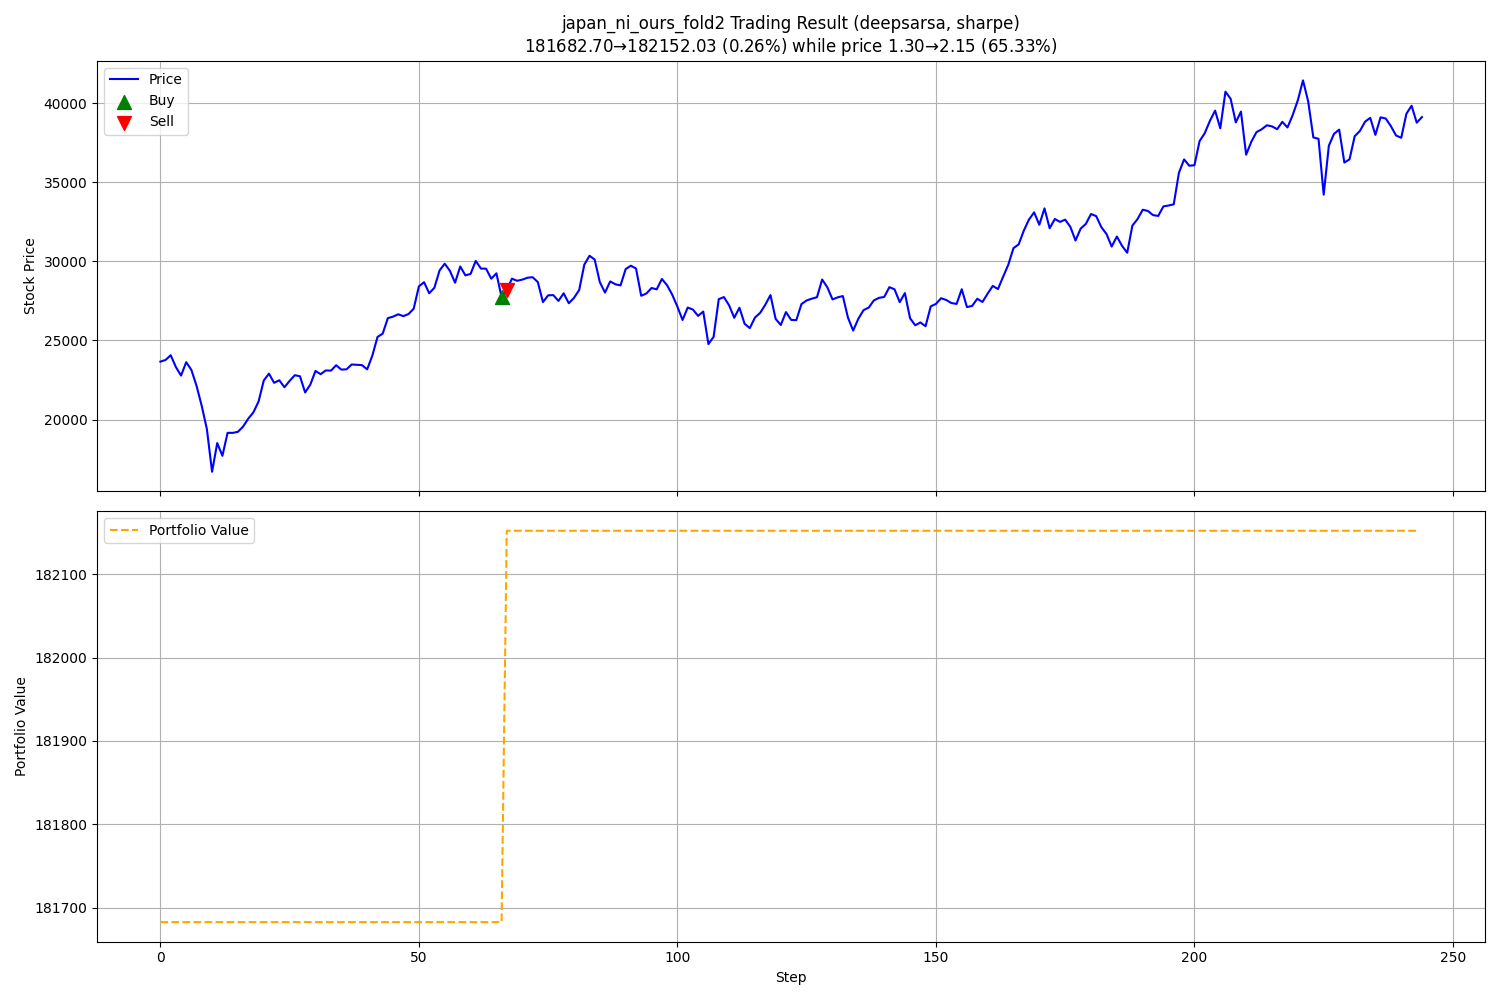 japan_ni_ours_fold2 Trading Result (deepsarsa, sharpe)
181682.70→182152.03 (0.26%) while price 1.30→2.15 (65.33%)
Price
Buy
Sell
40000
35000
30000
25000
20000
Stock Price
Portfolio Value
182100
182000
181900
181800
181700
Portfolio Value
0 50 100 150 200 250
Step